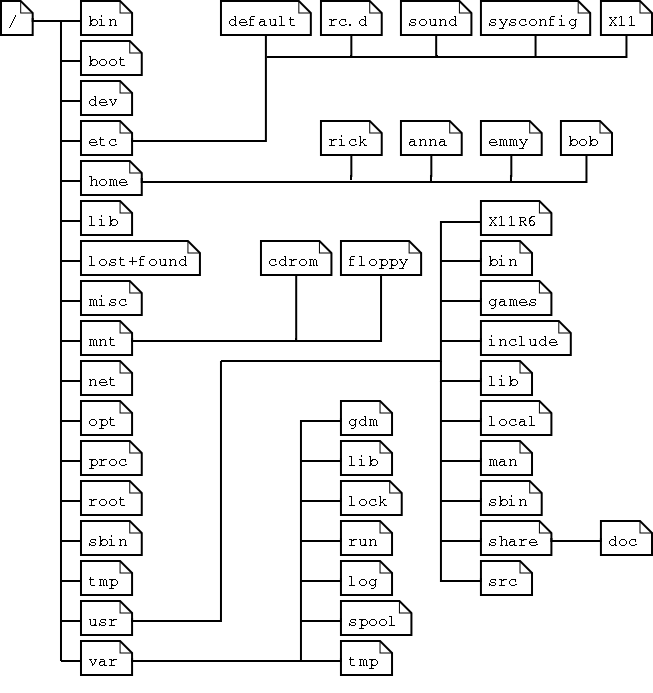 / bin default rc.d sound sysconfig X11
boot
dev
etc rick anna emmy bob
home
lib X11R6
lost+found cdrom floppy bin
misc games
mnt include
net lib
opt gdm local
proc lib man
root lock sbin
sbin run share doc
tmp log src
usr spool
var tmp